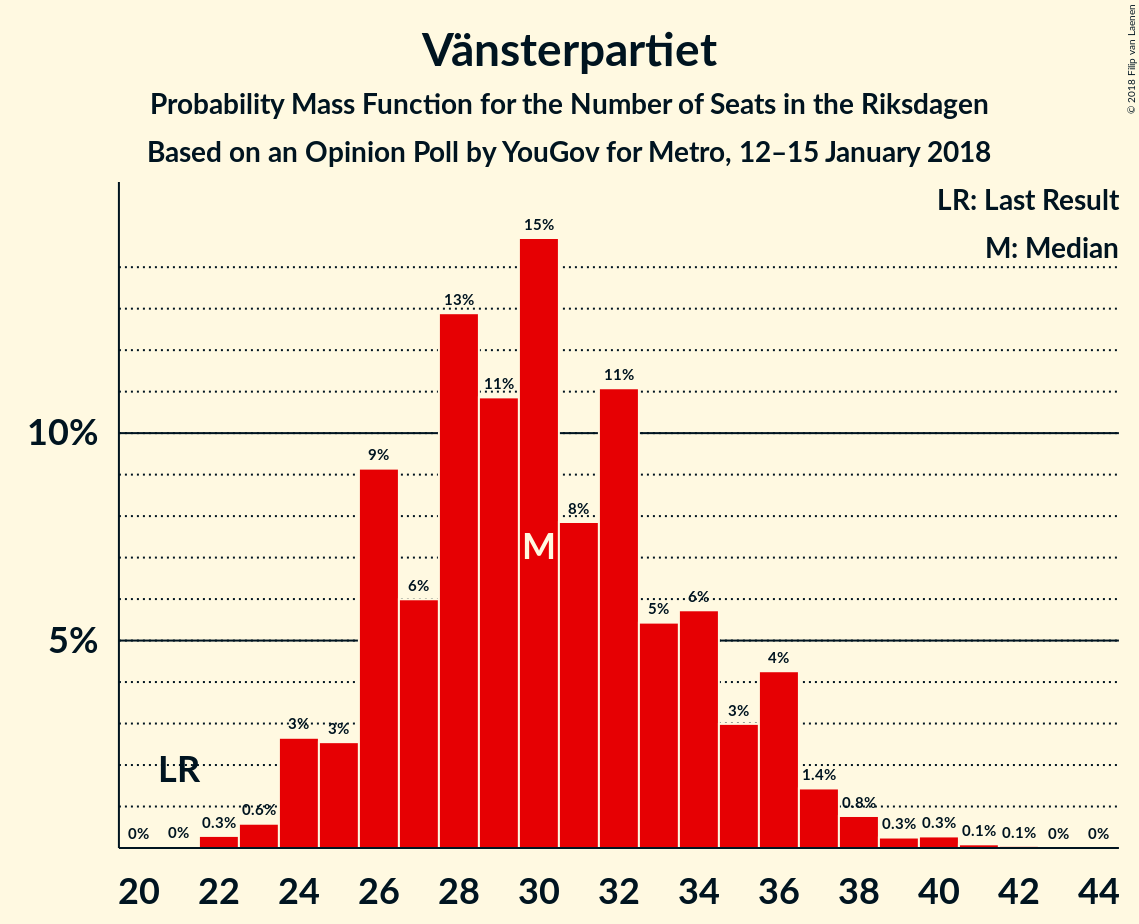 © 2018 Filip van Laenen
Vänsterpartiet
Probability Mass Function for the Number of Seats in the Riksdagen
Based on an Opinion Poll by YouGov for Metro, 12–15 January 2018
LR: Last Result
M: Median
15%
13%
11%
11%
10%
9%
8%
M
6%
6%
5%
5%
4%
3%
3%
3%
LR
1.4%
0.6%
0.8%
0% 0% 0.3% 0.3% 0.3% 0.1% 0.1% 0% 0%
20 22 24 26 28 30 32 34 36 38 40 42 44